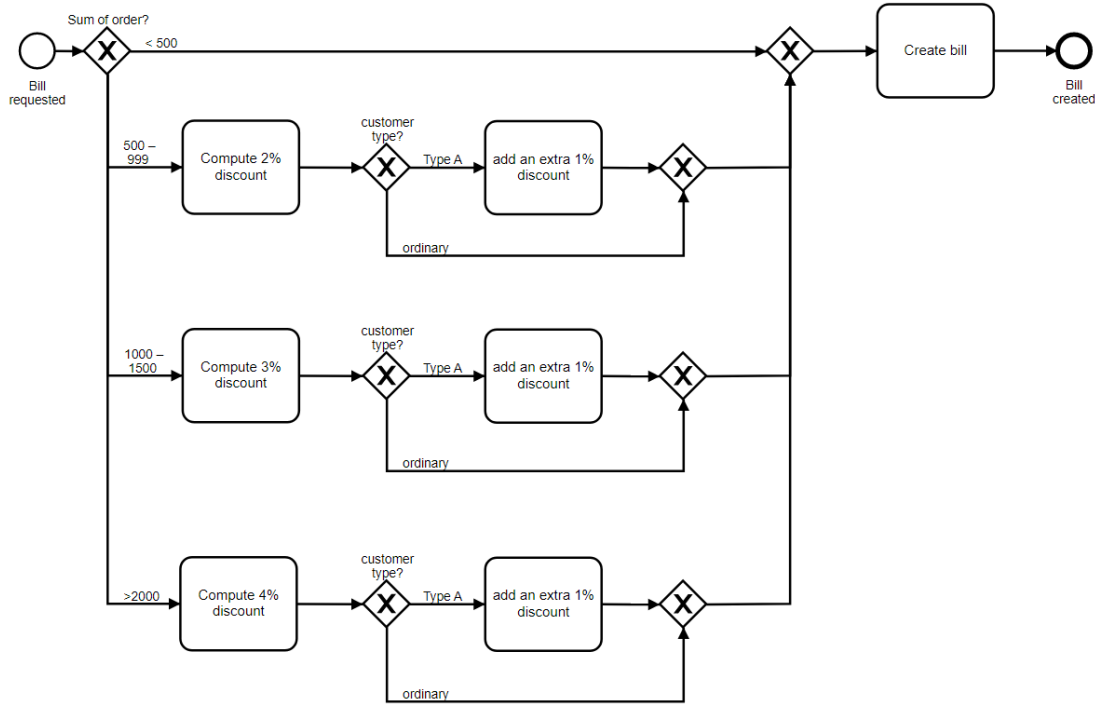 Sum of order?
< 500
Create bill
Bill
requested
Bill
created
500 –
999
Compute 2%
discount
customer
type?
Type A
add an extra 1%
discount
ordinary
1000 –
1500
Compute 3%
discount
customer
type?
Type A
add an extra 1%
discount
ordinary
>2000
Compute 4%
discount
customer
type?
Type A
add an extra 1%
discount
ordinary